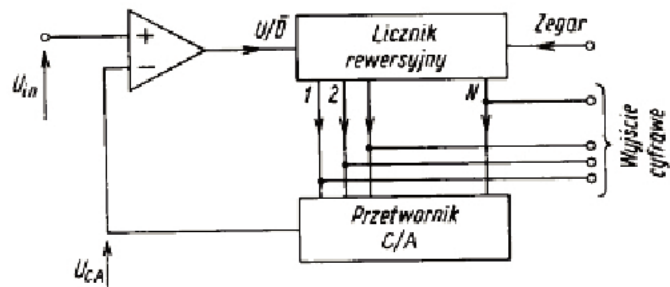 U/D̅
Licznik
rewersyjny
Zegar
+
−
U_in
1 2 N
Wyjście
cyfrowe
Przetwornik
C/A
U_CA